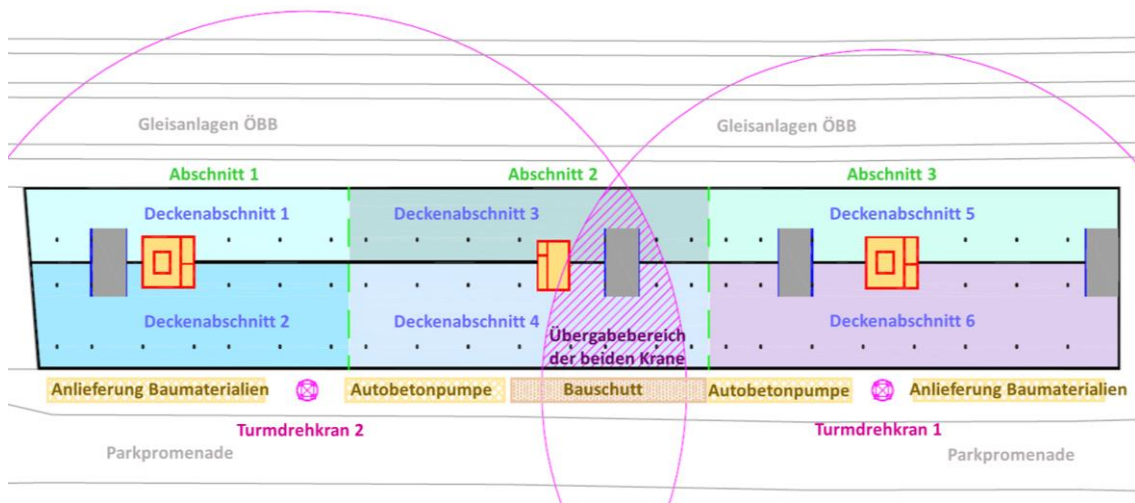 Gleisanlagen ÖBB
Gleisanlagen ÖBB
Abschnitt 1
Abschnitt 2
Abschnitt 3
Deckenabschnitt 1
Deckenabschnitt 3
Deckenabschnitt 5
Deckenabschnitt 2
Deckenabschnitt 4
Deckenabschnitt 6
Übergabebereich
der beiden Krane
Anlieferung Baumaterialien
Autobetonpumpe
Bauschutt
Autobetonpumpe
Anlieferung Baumaterialien
Turmdrehkran 2
Turmdrehkran 1
Parkpromenade
Parkpromenade